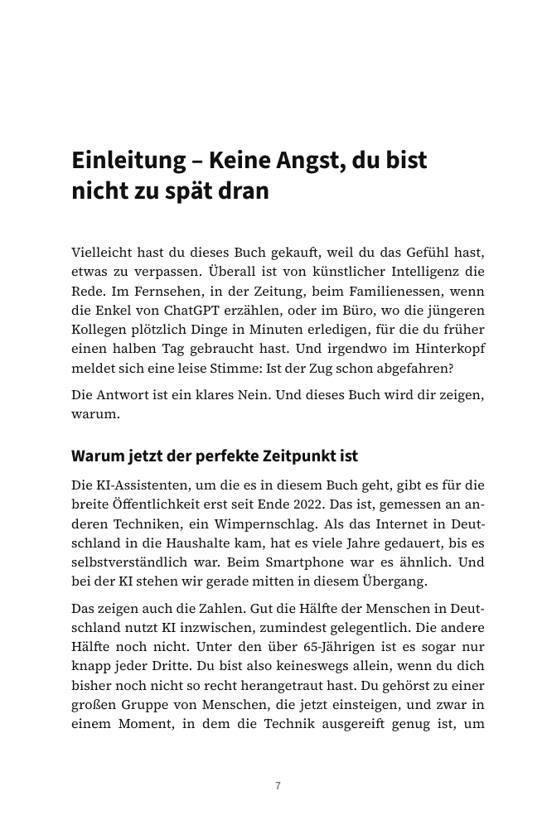 Einleitung – Keine Angst, du bist
nicht zu spät dran
Vielleicht hast du dieses Buch gekauft, weil du das Gefühl hast,
etwas zu verpassen. Überall ist von künstlicher Intelligenz die
Rede. Im Fernsehen, in der Zeitung, beim Familienessen, wenn
die Enkel von ChatGPT erzählen, oder im Büro, wo die jüngeren
Kollegen plötzlich Dinge in Minuten erledigen, für die du früher
einen halben Tag gebraucht hast. Und irgendwo im Hinterkopf
meldet sich eine leise Stimme: Ist der Zug schon abgefahren?
Die Antwort ist ein klares Nein. Und dieses Buch wird dir zeigen,
warum.
Warum jetzt der perfekte Zeitpunkt ist
Die KI-Assistenten, um die es in diesem Buch geht, gibt es für die
breite Öffentlichkeit erst seit Ende 2022. Das ist, gemessen an an-
deren Techniken, ein Wimpernschlag. Als das Internet in Deut-
schland in die Haushalte kam, hat es viele Jahre gedauert, bis es
selbstverständlich war. Beim Smartphone war es ähnlich. Und
bei der KI stehen wir gerade mitten in diesem Übergang.
Das zeigen auch die Zahlen. Gut die Hälfte der Menschen in Deut-
schland nutzt KI inzwischen, zumindest gelegentlich. Die andere
Hälfte noch nicht. Unter den über 65-Jährigen ist es sogar nur
knapp jeder Dritte. Du bist also keineswegs allein, wenn du dich
bisher noch nicht so recht herangetraut hast. Du gehörst zu einer
großen Gruppe von Menschen, die jetzt einsteigen, und zwar in
einem Moment, in dem die Technik ausgereift genug ist, um
7